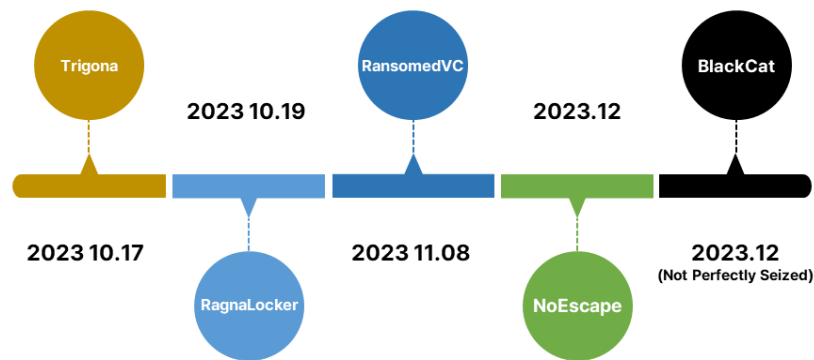 Trigona
RansomedVC
BlackCat
2023 10.19
2023.12
2023 10.17
2023 11.08
2023.12
(Not Perfectly Seized)
RagnaLocker
NoEscape